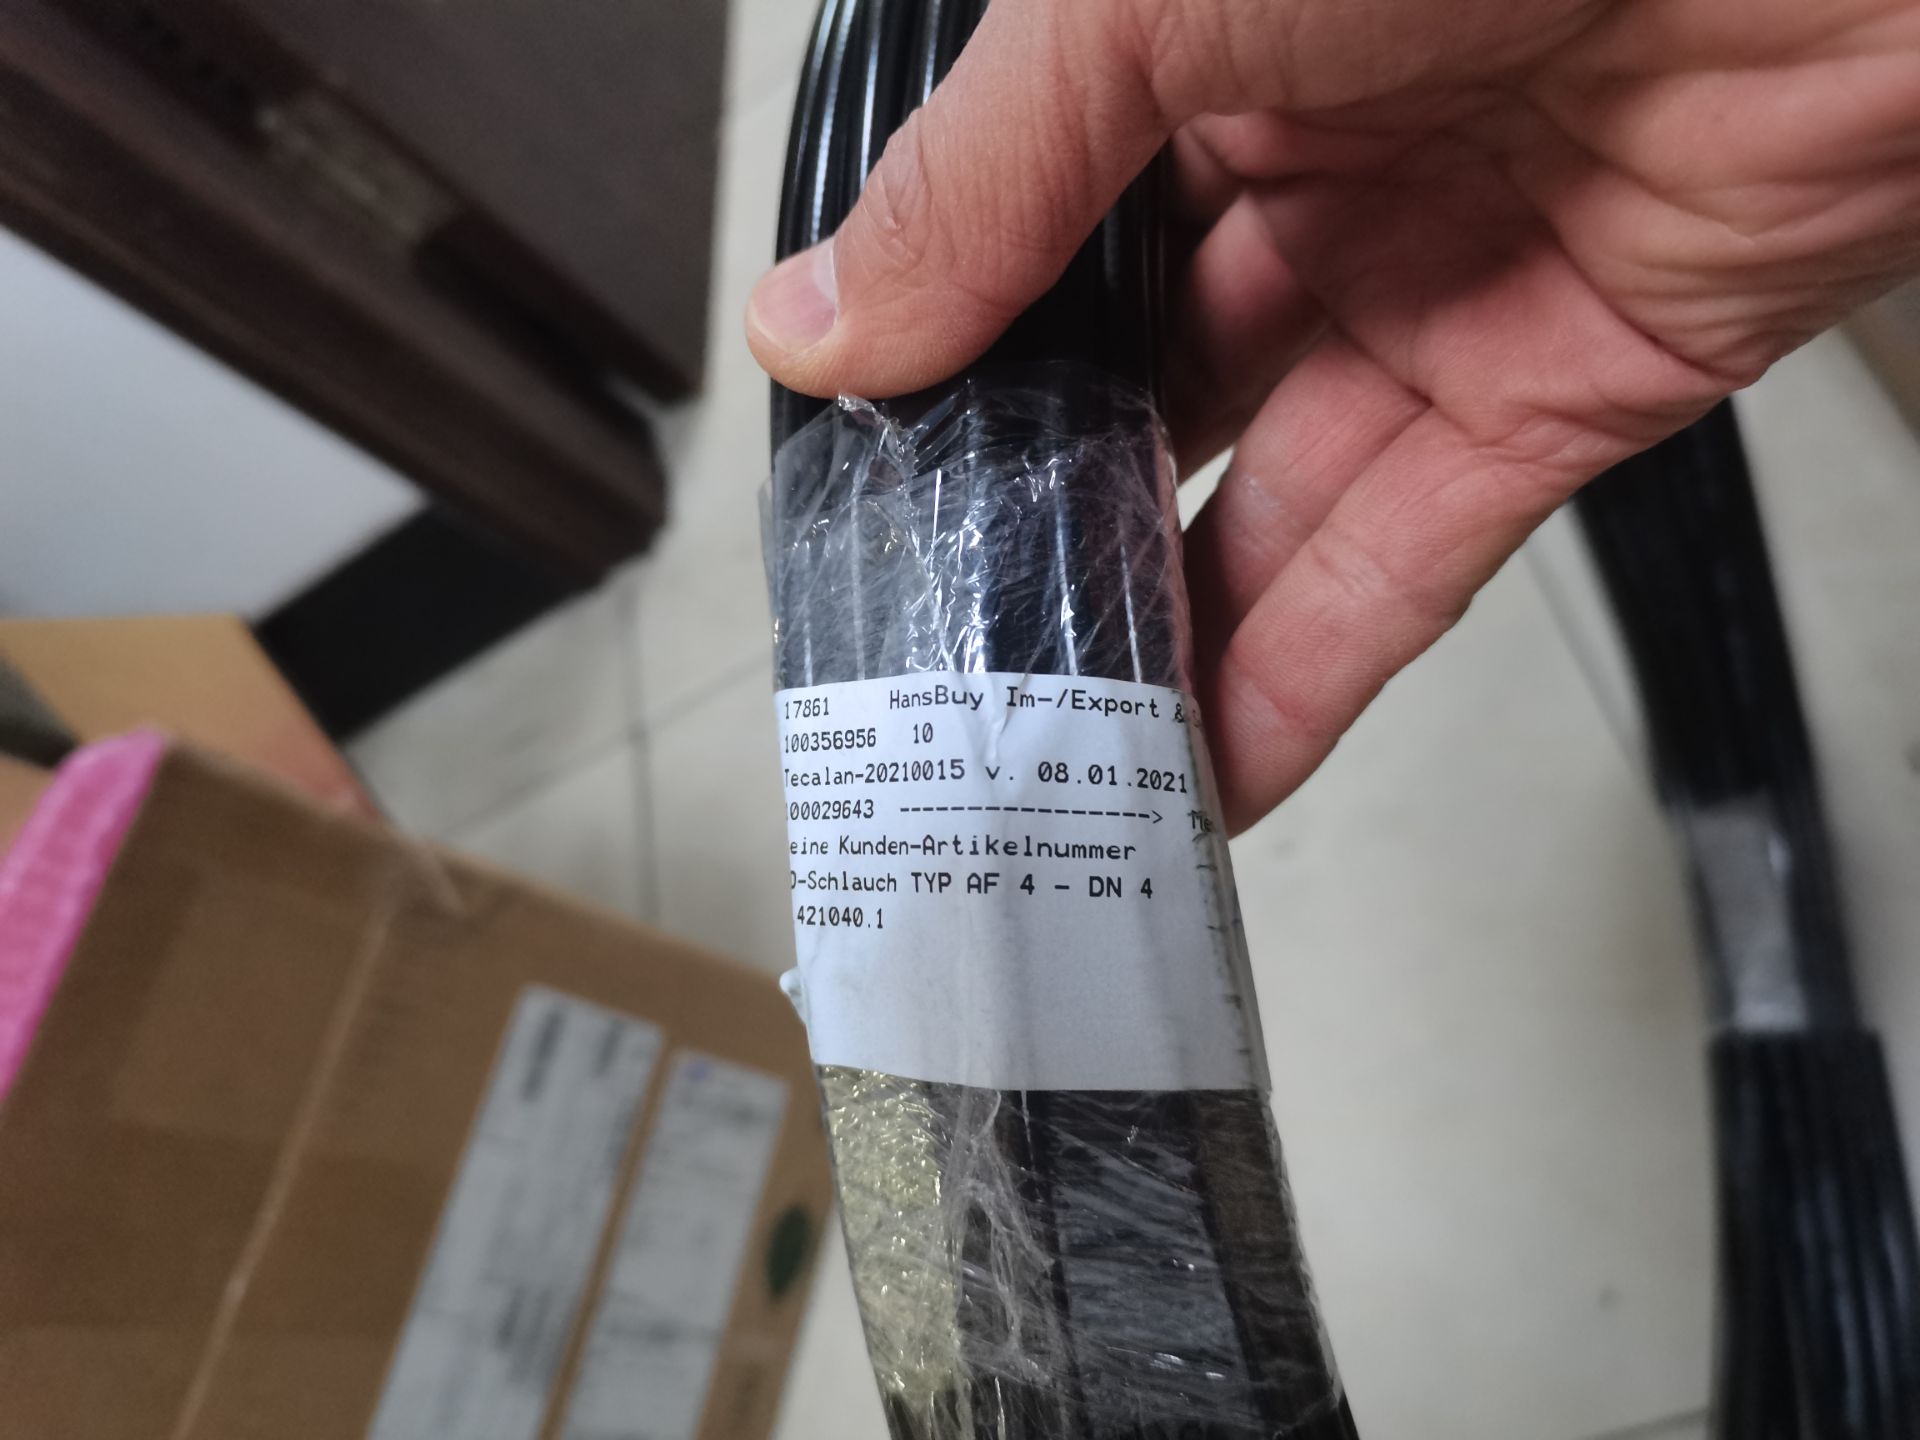 17861 HansBuy Im-/Export &
100356956 10
Tecalan-20210015 v. 08.01.2021
00029643 ----------------> Me
eine Kunden-Artikelnummer
D-Schlauch TYP AF 4 - DN 4
421040.1